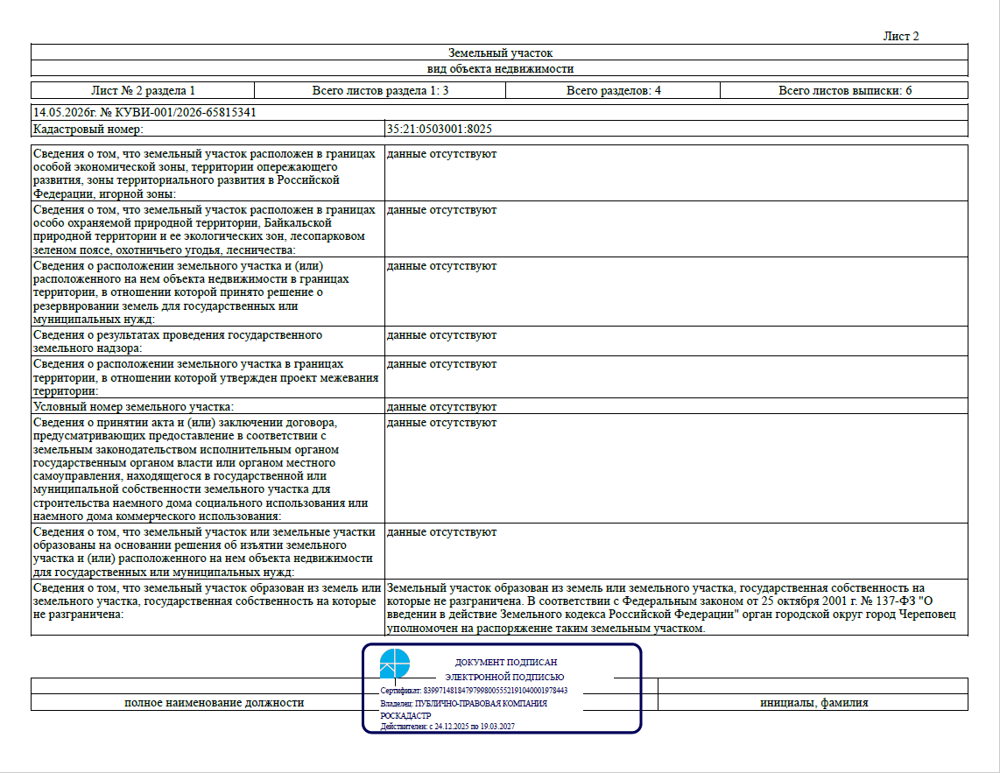 Лист 2
Земельный участок
вид объекта недвижимости
Лист № 2 раздела 1 Всего листов раздела 1: 3 Всего разделов: 4 Всего листов выписки: 6
14.05.2026г. № КУВИ-001/2026-65815341
Кадастровый номер: 35:21:0503001:8025
Сведения о том, что земельный участок расположен в границах
особой экономической зоны, территории опережающего
развития, зоны территориального развития в Российской
Федерации, игорной зоны:
данные отсутствуют
Сведения о том, что земельный участок расположен в границах
особо охраняемой природной территории, Байкальской
природной территории и ее экологических зон, лесопарковом
зеленом поясе, охотничьего угодья, лесничества:
данные отсутствуют
Сведения о расположении земельного участка и (или)
расположенного на нем объекта недвижимости в границах
территории, в отношении которой принято решение о
резервировании земель для государственных или
муниципальных нужд:
данные отсутствуют
Сведения о результатах проведения государственного
земельного надзора:
данные отсутствуют
Сведения о расположении земельного участка в границах
территории, в отношении которой утвержден проект межевания
территории:
данные отсутствуют
Условный номер земельного участка:
данные отсутствуют
Сведения о принятии акта и (или) заключении договора,
предусматривающих предоставление в соответствии с
земельным законодательством исполнительным органом
государственным органом власти или органом местного
самоуправления, находящегося в государственной или
муниципальной собственности земельного участка для
строительства наемного дома социального использования или
наемного дома коммерческого использования:
данные отсутствуют
Сведения о том, что земельный участок или земельные участки
образованы на основании решения об изъятии земельного
участка и (или) расположенного на нем объекта недвижимости
для государственных или муниципальных нужд:
данные отсутствуют
Сведения о том, что земельный участок образован из земель или
земельного участка, государственная собственность на которые
не разграничена:
Земельный участок образован из земель или земельного участка, государственная собственность на
которые не разграничена. В соответствии с Федеральным законом от 25 октября 2001 г. № 137-ФЗ "О
введении в действие Земельного кодекса Российской Федерации" орган городской округ город Череповец
уполномочен на распоряжение таким земельным участком.
ДОКУМЕНТ ПОДПИСАН
ЭЛЕКТРОННОЙ ПОДПИСЬЮ
Сертификат: 83997148184797998005552191040001978443
Владелец: ПУБЛИЧНО-ПРАВОВАЯ КОМПАНИЯ
РОСКАДАСТР
Действителен: с 24.12.2025 по 19.03.2027
полное наименование должности
инициалы, фамилия